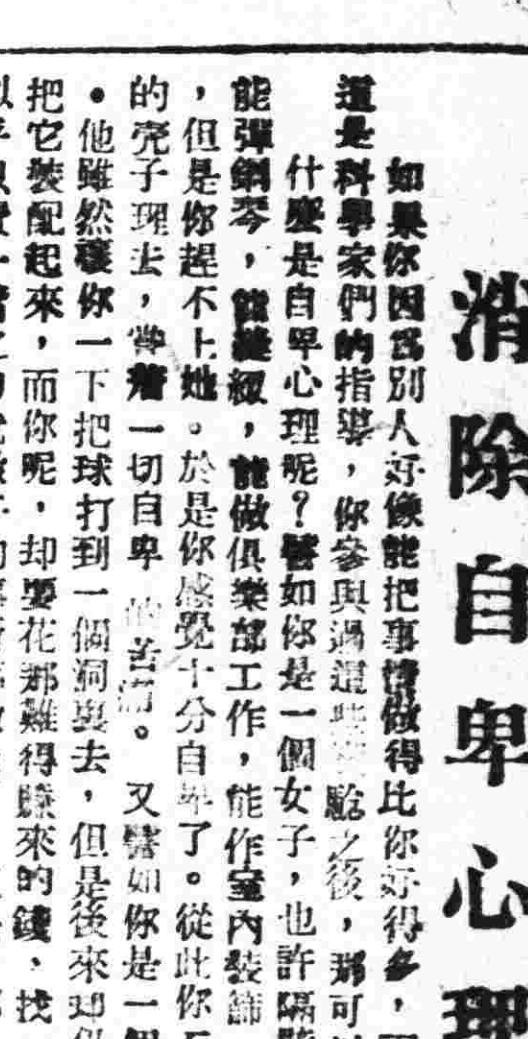 消除自卑心理
如果你因爲別人好像能把事情做得比你好得多，
這是科學家們的指導，你參與過這些 驗之後，那可
什麼是自卑心理呢？譬如你是一個女子，也許隔
能彈鋼琴，能縫紉，能做俱樂部工作，能作室內裝飾
，但是你趕不上她。於是你感覺十分自卑了。從此你
的壳子理去，嘗着一切自卑的苦痛。又譬如你是一個
。他雖然讓你一下把球打到一個洞裏去，但是後來却
把它裝配起來，而你呢，却要花那難得賺來的錢、找